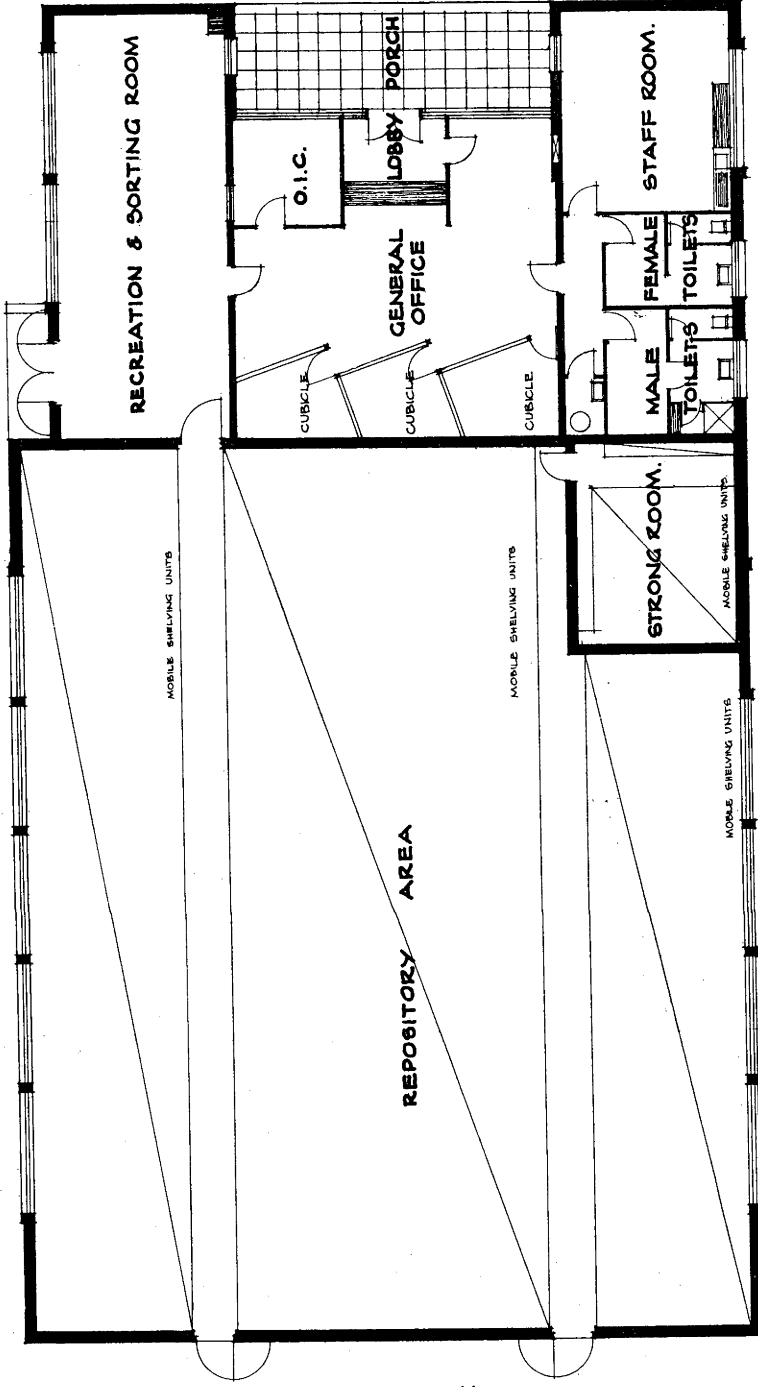 RECREATION & SORTING ROOM
O.I.C.
LOBBY
PORCH
STAFF ROOM.
GENERAL
OFFICE
FEMALE
TOILETS
MALE
TOILETS
CUBICLE
CUBICLE
CUBICLE
STRONG ROOM.
MOBILE SHELVING UNITS.
MOBILE SHELVING UNITS
MOBILE SHELVING UNITS
MOBILE SHELVING UNITS
REPOSITORY AREA